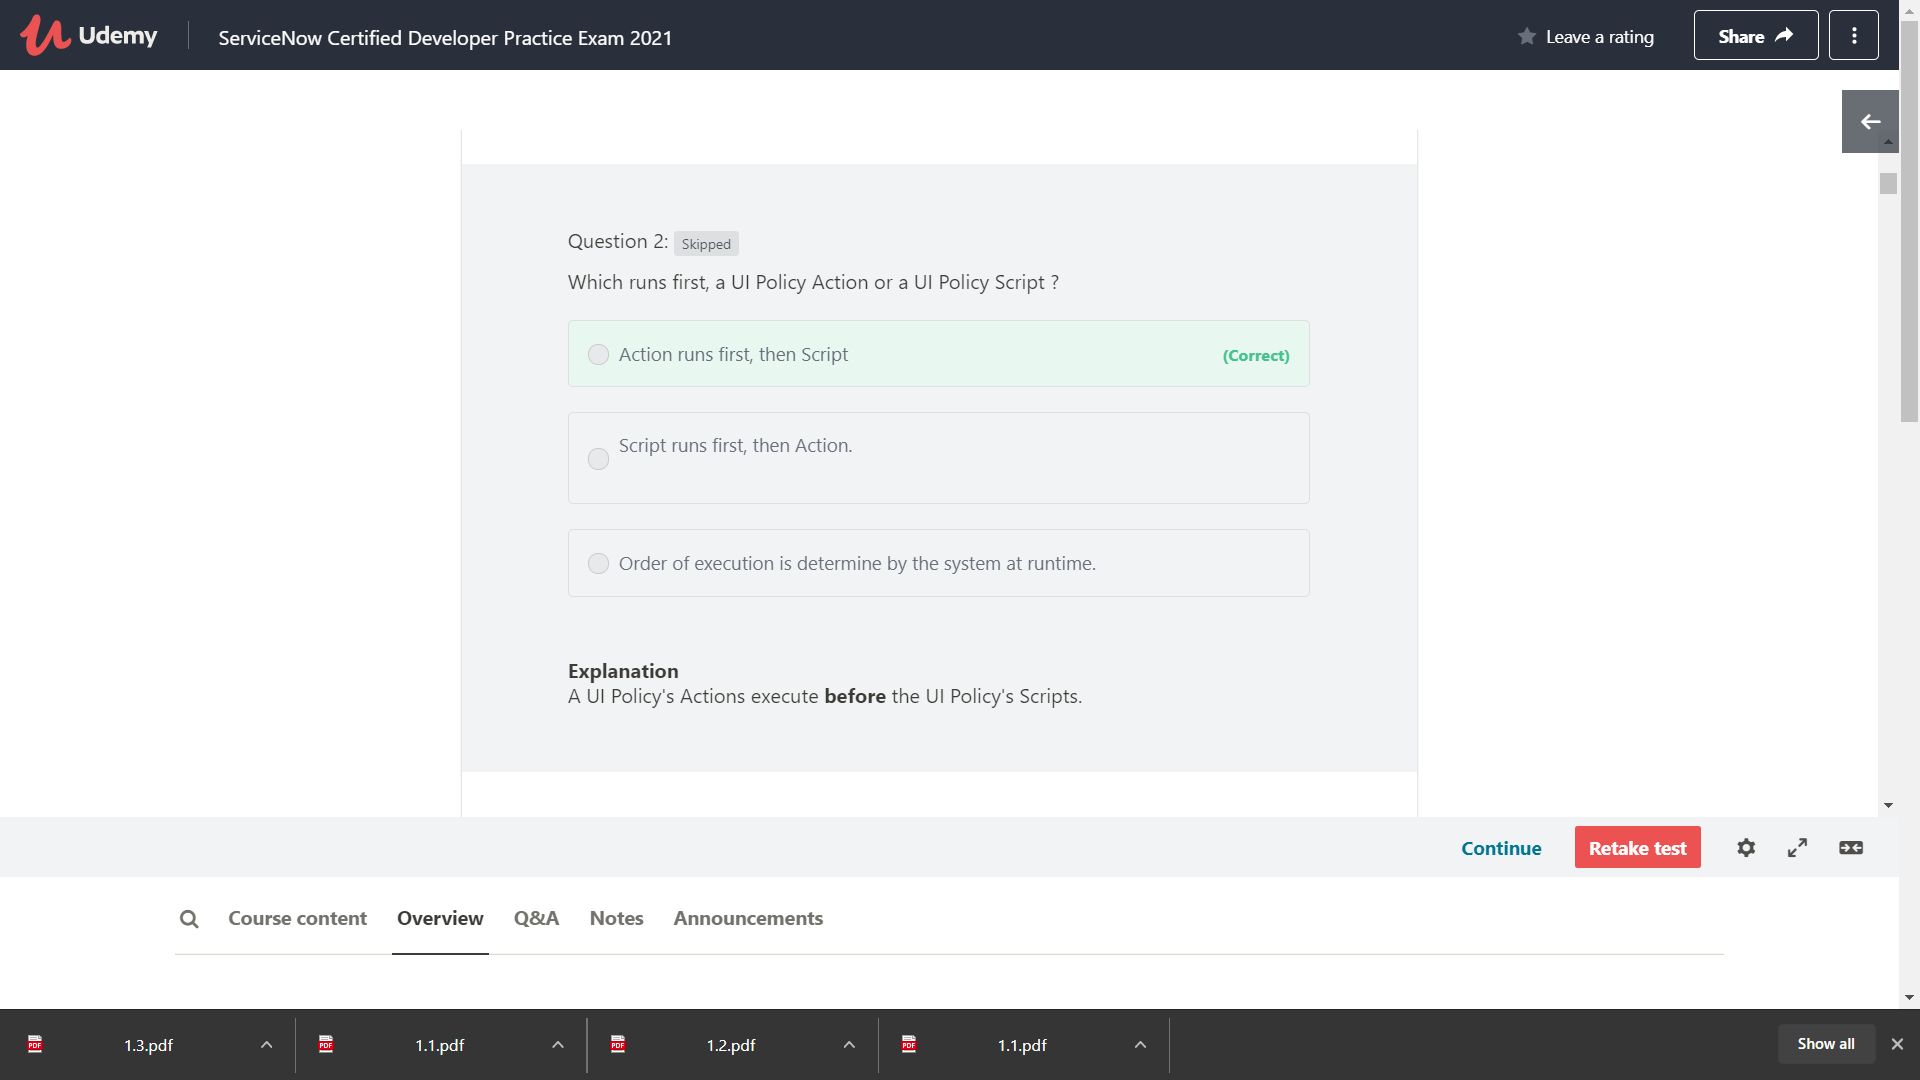 Udemy
ServiceNow Certified Developer Practice Exam 2021
Leave a rating
Share
Question 2: Skipped
Which runs first, a UI Policy Action or a UI Policy Script ?
Action runs first, then Script (Correct)
Script runs first, then Action.
Order of execution is determine by the system at runtime.
Explanation
A UI Policy's Actions execute before the UI Policy's Scripts.
Continue Retake test
Course content Overview Q&A Notes Announcements
PDF 1.3.pdf PDF 1.1.pdf PDF 1.2.pdf PDF 1.1.pdf Show all